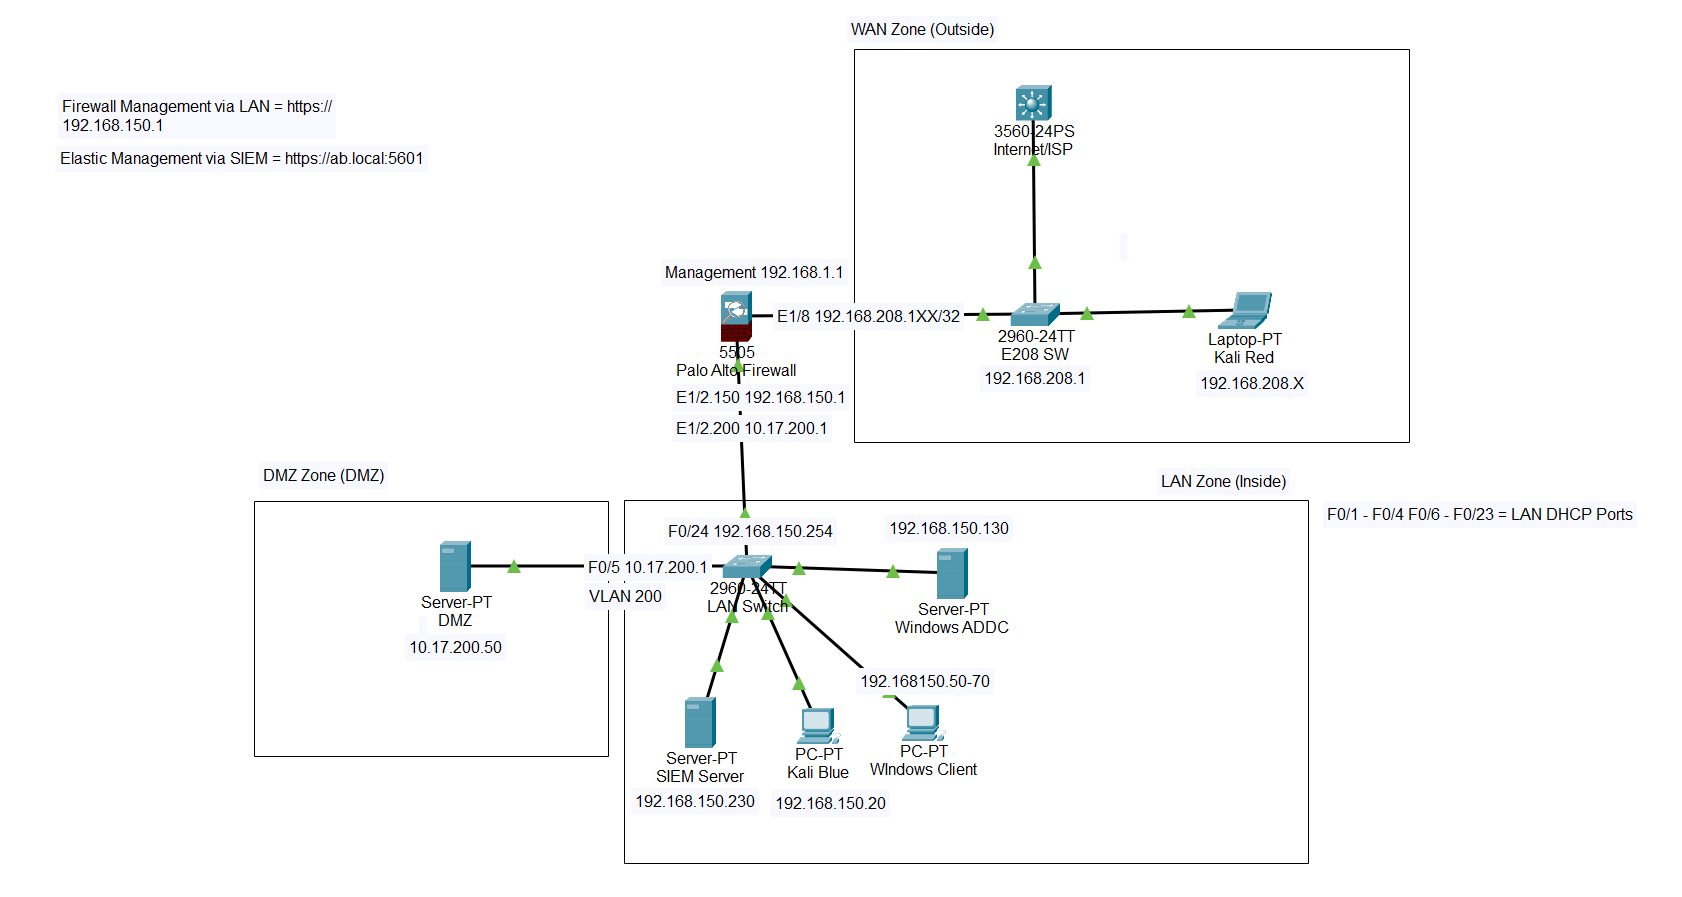 WAN Zone (Outside)
Firewall Management via LAN = https://
192.168.150.1
Elastic Management via SIEM = https://ab.local:5601
3560-24PS
Internet/ISP
Management 192.168.1.1
E1/8 192.168.208.1XX/32
2960-24TT
E208 SW
192.168.208.1
Laptop-PT
Kali Red
192.168.208.X
5505
Palo Alto Firewall
E1/2.150 192.168.150.1
E1/2.200 10.17.200.1
DMZ Zone (DMZ)
LAN Zone (Inside)
F0/1 - F0/4 F0/6 - F0/23 = LAN DHCP Ports
F0/24 192.168.150.254
192.168.150.130
F0/5 10.17.200.1
VLAN 200
2960-24TT
LAN Switch
Server-PT
DMZ
10.17.200.50
Server-PT
Windows ADDC
192.168150.50-70
Server-PT
SIEM Server
192.168.150.230
PC-PT
Kali Blue
192.168.150.20
PC-PT
WIndows Client